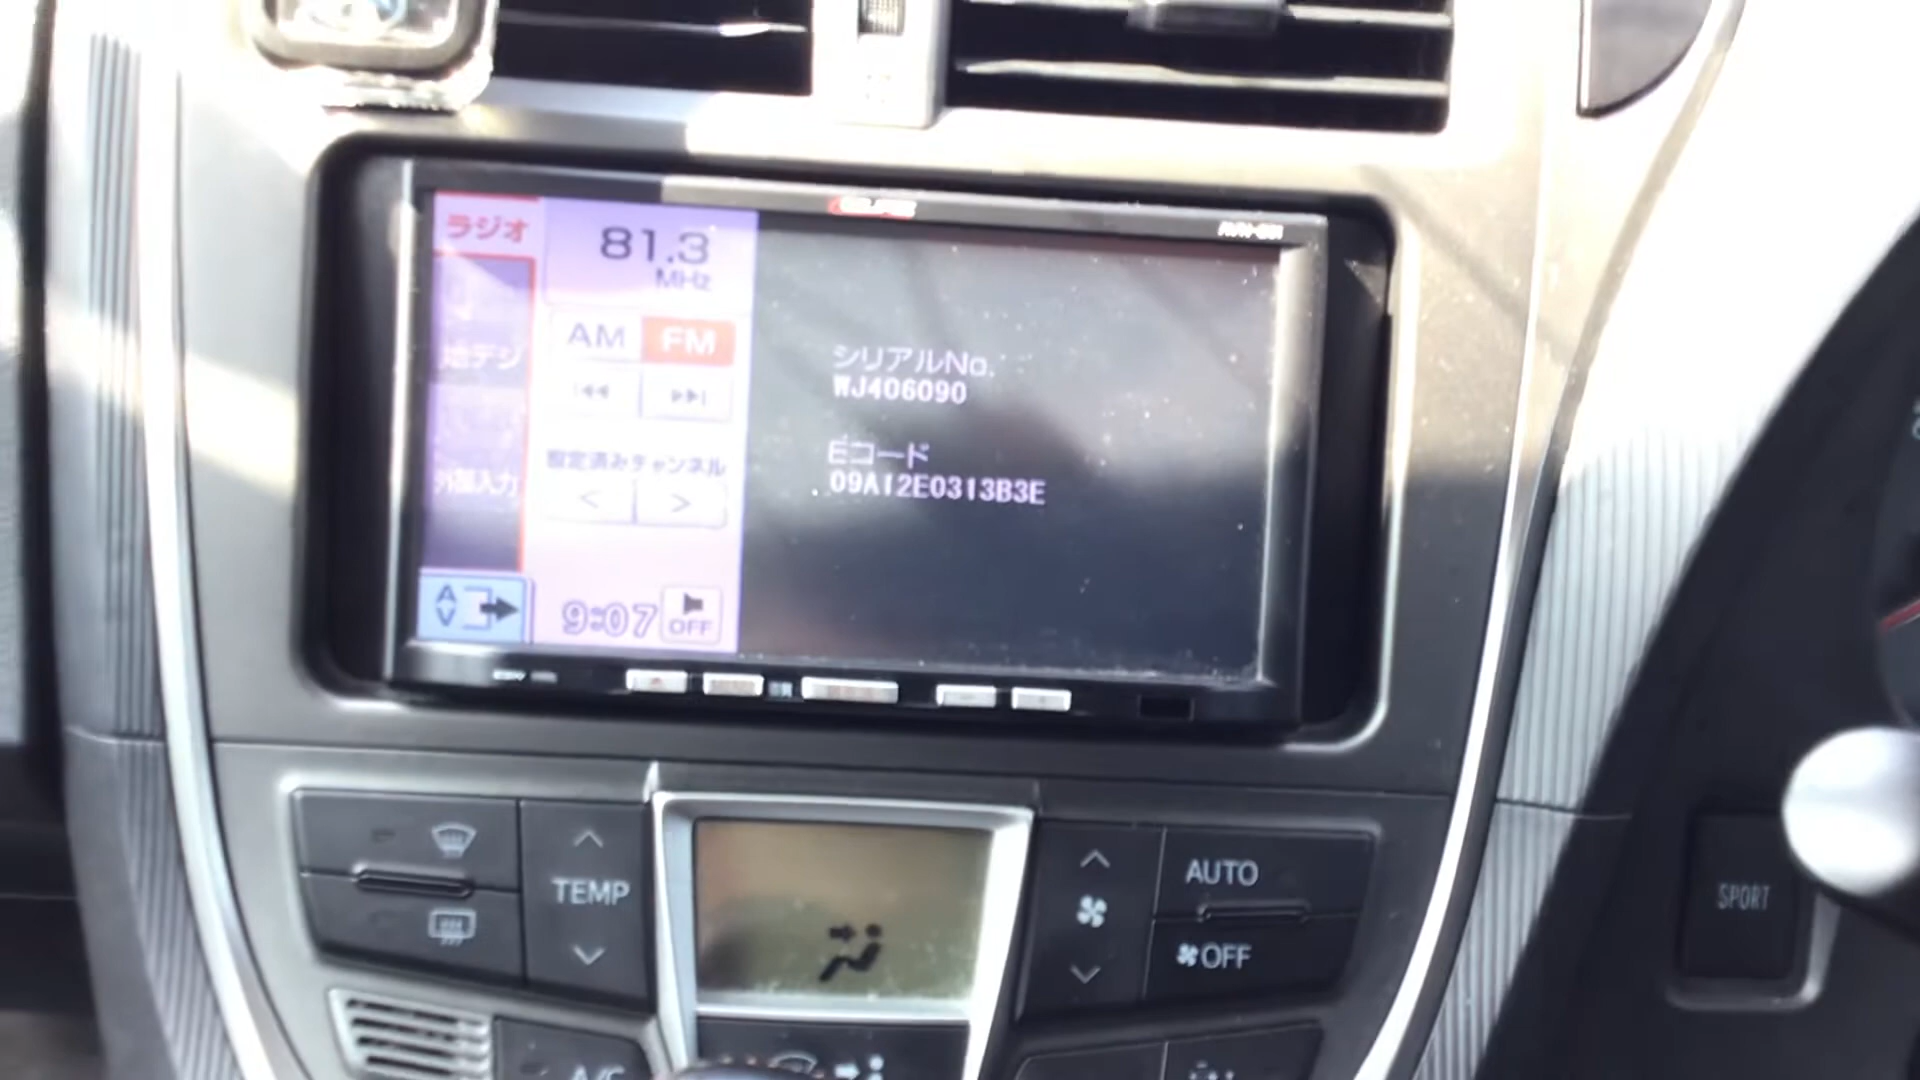 ECLIPSE
ラジオ
81.3
MHz
AM FM
地デジ
設定済みチャンネル
外部入力
< >
AV
9:07
OFF
シリアルNo.
WJ406090
Eコード
09A12E0313B3E
TEMP
AUTO
OFF
A/C
SPORT